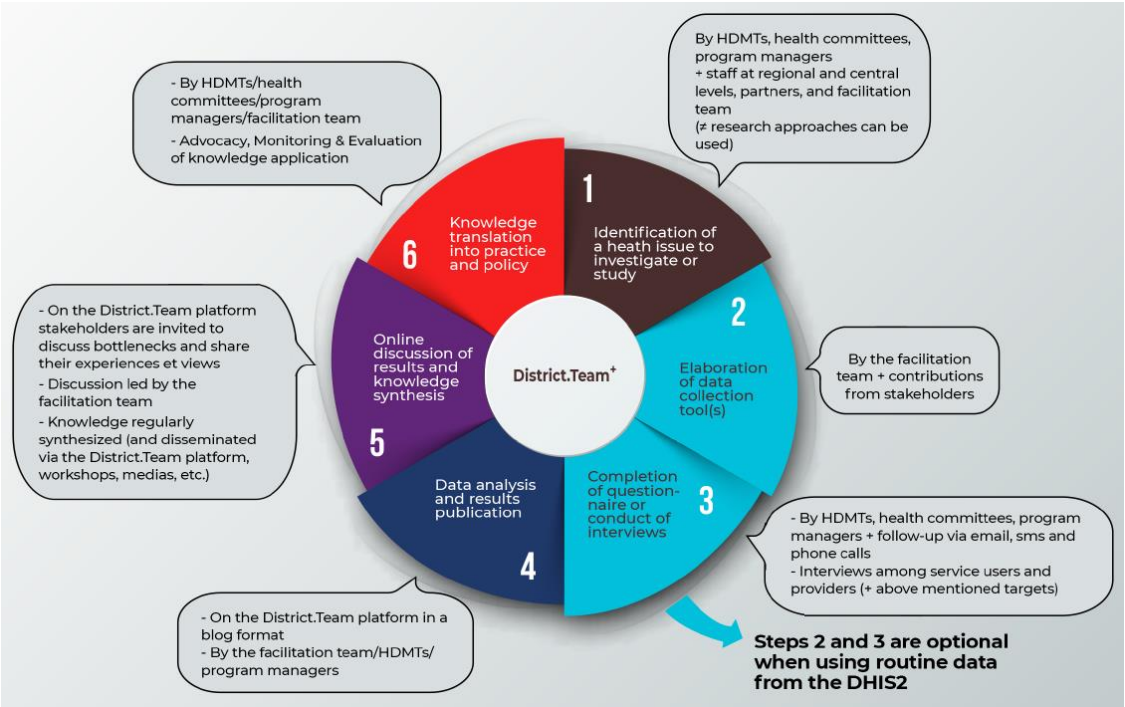 By HDMTs, health committees,
program managers
+ staff at regional and central
levels, partners, and facilitation
team
(≠ research approaches can be
used)
1
Identification of
a heath issue to
investigate or
study
2
Elaboration
of data
collection
tool(s)
By the facilitation
team + contributions
from stakeholders
3
Completion
of question-
naire or
conduct of
interviews
- By HDMTs, health committees, program
managers + follow-up via email, sms and
phone calls
- Interviews among service users and
providers (+ above mentioned targets)
Steps 2 and 3 are optional
when using routine data
from the DHIS2
4
Data analysis
and results
publication
- On the District.Team platform in a
blog format
- By the facilitation team/HDMTs/
program managers
5
Online
discussion of
results and
knowledge
synthesis
- On the District.Team platform
stakeholders are invited to
discuss bottlenecks and share
their experiences et views
- Discussion led by the
facilitation team
- Knowledge regularly
synthesized (and disseminated
via the District.Team platform,
workshops, medias, etc.)
6
Knowledge
translation
into practice
and policy
- By HDMTs/health
committees/program
managers/facilitation team
- Advocacy, Monitoring & Evaluation
of knowledge application
District.Team+